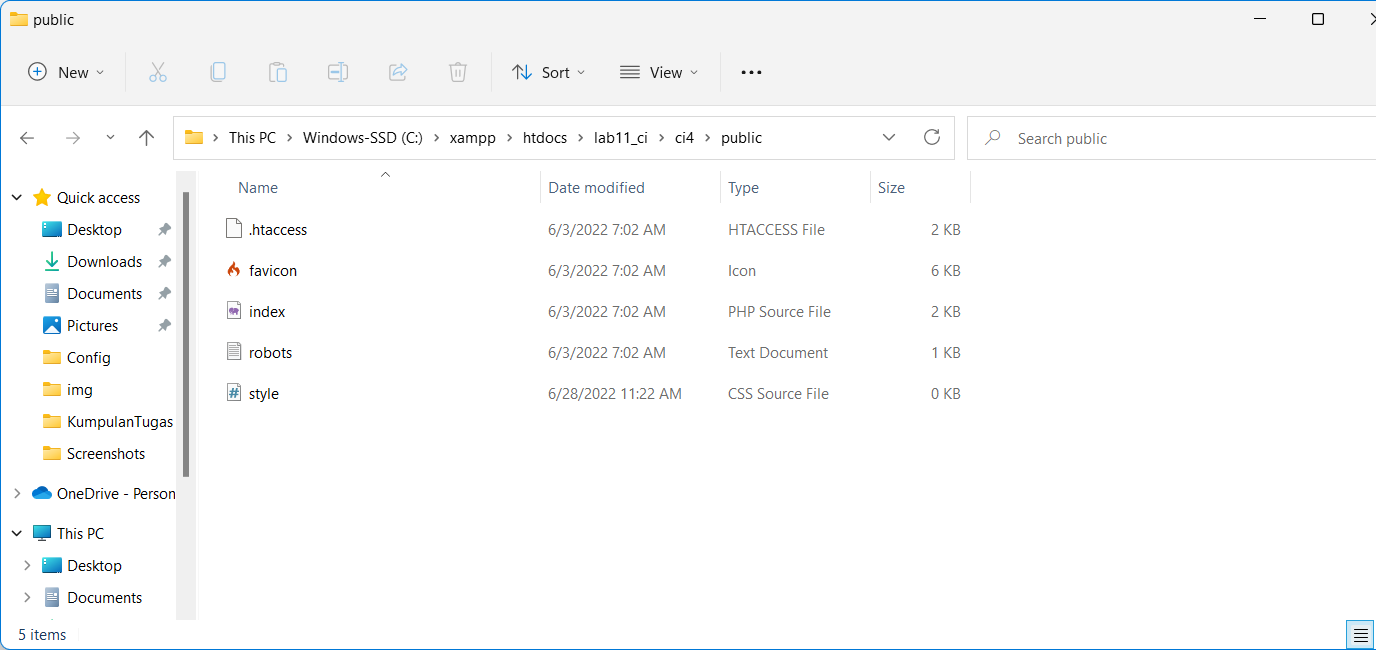 public
New Sort View
This PC Windows-SSD (C:) xampp htdocs lab11_ci ci4 public Search public
Name Date modified Type Size
Quick access
Desktop
Downloads
Documents
Pictures
Config
img
KumpulanTugas
Screenshots
OneDrive - Person
This PC
Desktop
Documents
.htaccess 6/3/2022 7:02 AM HTACCESS File 2 KB
favicon 6/3/2022 7:02 AM Icon 6 KB
index 6/3/2022 7:02 AM PHP Source File 2 KB
robots 6/3/2022 7:02 AM Text Document 1 KB
style 6/28/2022 11:22 AM CSS Source File 0 KB
5 items